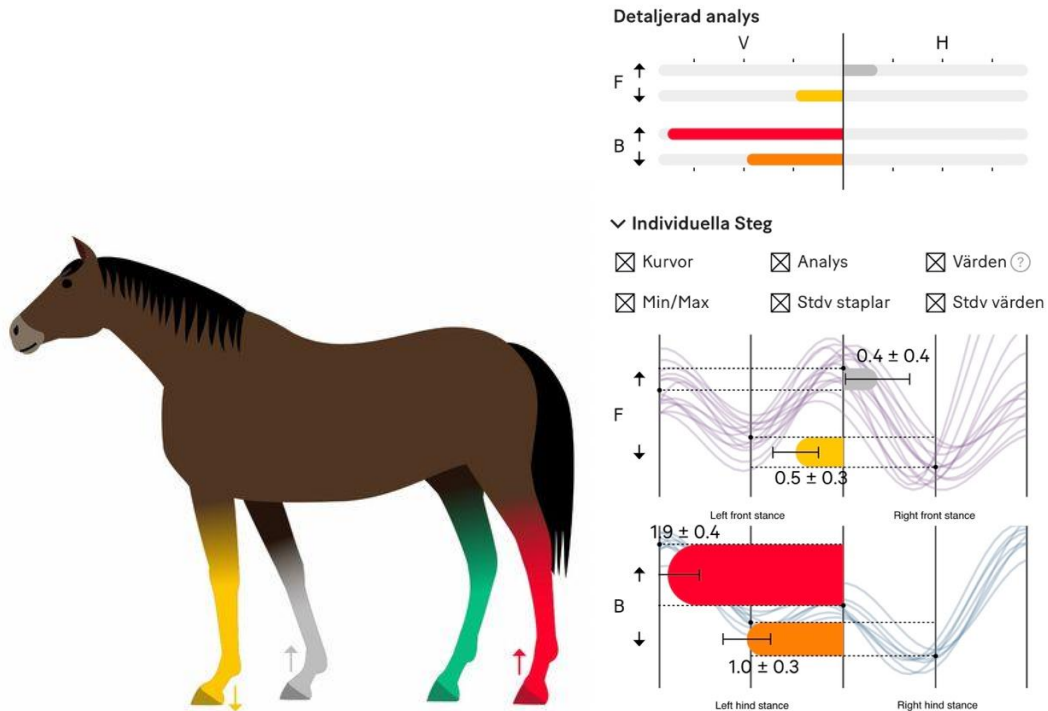 Detaljerad analys
V H
F
B
Individuella Steg
Kurvor Analys Värden ?
Min/Max Stdv staplar Stdv värden
0.4 ± 0.4
F
0.5 ± 0.3
Left front stance Right front stance
1.9 ± 0.4
B
1.0 ± 0.3
Left hind stance Right hind stance